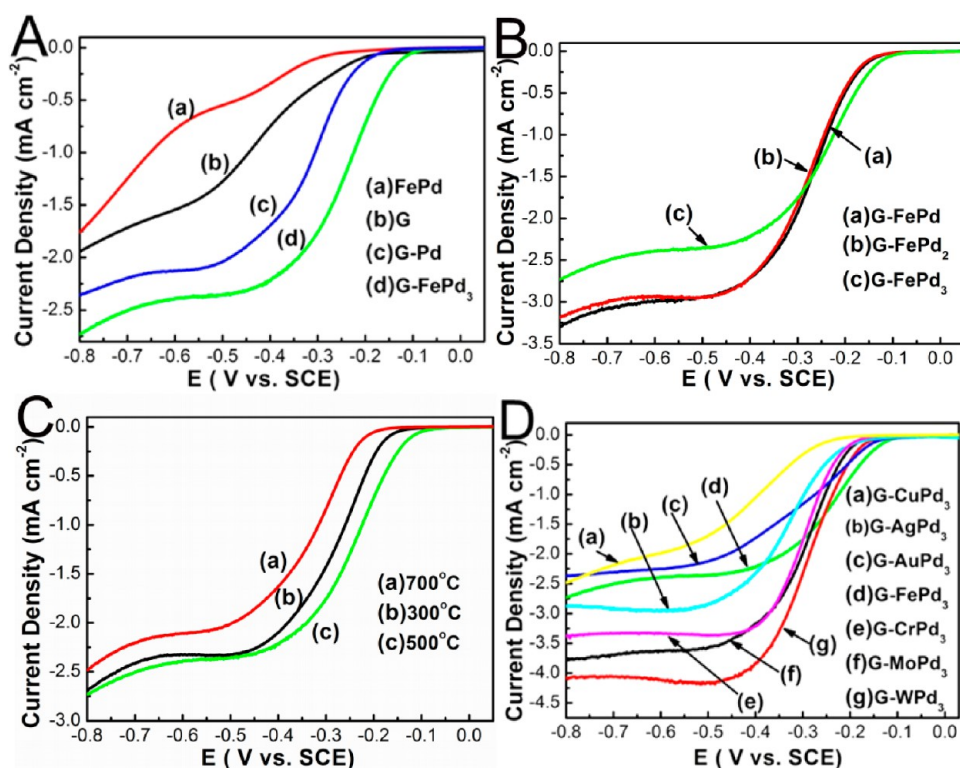 A
Current Density (mA cm-2)
0.0
-0.5
-1.0
-1.5
-2.0
-2.5
(a)
(b)
(c)
(d)
(a)FePd
(b)G
(c)G-Pd
(d)G-FePd3
-0.8 -0.7 -0.6 -0.5 -0.4 -0.3 -0.2 -0.1 0.0
E ( V vs. SCE)
B
Current Density (mA cm-2)
0.0
-0.5
-1.0
-1.5
-2.0
-2.5
-3.0
-3.5
(a)
(b)
(c)
(a)G-FePd
(b)G-FePd2
(c)G-FePd3
-0.8 -0.7 -0.6 -0.5 -0.4 -0.3 -0.2 -0.1 0.0
E ( V vs. SCE)
C
Current Density (mA cm-2)
0.0
-0.5
-1.0
-1.5
-2.0
-2.5
-3.0
(a)
(b)
(c)
(a)700°C
(b)300°C
(c)500°C
-0.8 -0.7 -0.6 -0.5 -0.4 -0.3 -0.2 -0.1 0.0
E ( V vs. SCE)
D
Current Density (mA cm-2)
0.0
-0.5
-1.0
-1.5
-2.0
-2.5
-3.0
-3.5
-4.0
-4.5
(a)
(b)
(c)
(d)
(e)
(f)
(g)
(a)G-CuPd3
(b)G-AgPd3
(c)G-AuPd3
(d)G-FePd3
(e)G-CrPd3
(f)G-MoPd3
(g)G-WPd3
-0.8 -0.7 -0.6 -0.5 -0.4 -0.3 -0.2 -0.1 0.0
E ( V vs. SCE)